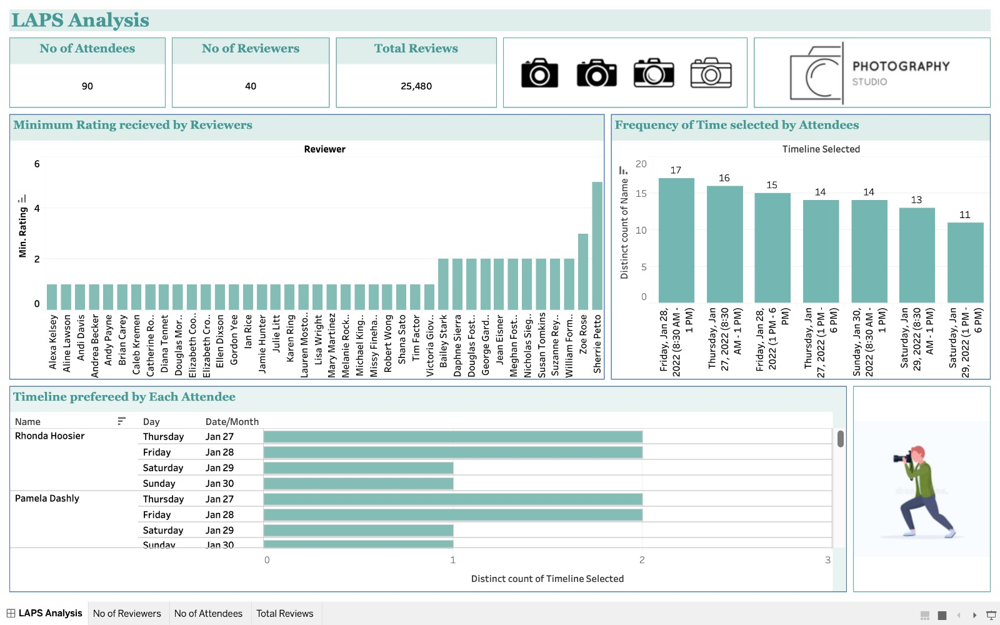 LAPS Analysis
No of Attendees
No of Reviewers
Total Reviews
90
40
25,480
PHOTOGRAPHY
STUDIO
Minimum Rating recieved by Reviewers
Reviewer
Min. Rating
6
4
2
0
Alexa Kelsey
Aline Lawson
Andi Davis
Andrea Becker
Andy Payne
Brian Carey
Caleb Kremen
Catherine Ro..
Diana Tennet
Douglas Mor..
Elizabeth Coo..
Elizabeth Cro..
Ellen Dixson
Gordon Yee
Ian Rice
Jamie Hunter
Julie Litt
Karen Ring
Lauren Mosto..
Lisa Wright
Mary Martinez
Melanie Rock..
Michael King..
Missy Fineha..
Robert Wong
Shana Sato
Tim Factor
Victoria Giov..
Bailey Stark
Daphne Sierra
Douglas Fost..
George Gard..
Jean Eisner
Meghan Fost..
Nicholas Sieg..
Susan Tomkins
Suzanne Rey..
William Form..
Zoe Rose
Sherrie Petto
Frequency of Time selected by Attendees
Timeline Selected
Distinct count of Name
20
15
10
5
0
17
16
15
14
14
13
11
Friday, Jan 28,
2022 (8:30 AM -
1 PM)
Thursday, Jan
27, 2022 (8:30
AM - 1 PM)
Friday, Jan 28,
2022 (1 PM - 6
PM)
Thursday, Jan
27, 2022 (1 PM -
6 PM)
Sunday, Jan 30,
2022 (8:30 AM -
1 PM)
Saturday, Jan
29, 2022 (8:30
AM - 1 PM)
Saturday, Jan
29, 2022 (1 PM -
6 PM)
Timeline prefereed by Each Attendee
Name Day Date/Month
Rhonda Hoosier Thursday Jan 27
Friday Jan 28
Saturday Jan 29
Sunday Jan 30
Pamela Dashly Thursday Jan 27
Friday Jan 28
Saturday Jan 29
Sunday Jan 30
0 1 2 3
Distinct count of Timeline Selected
LAPS Analysis No of Reviewers No of Attendees Total Reviews